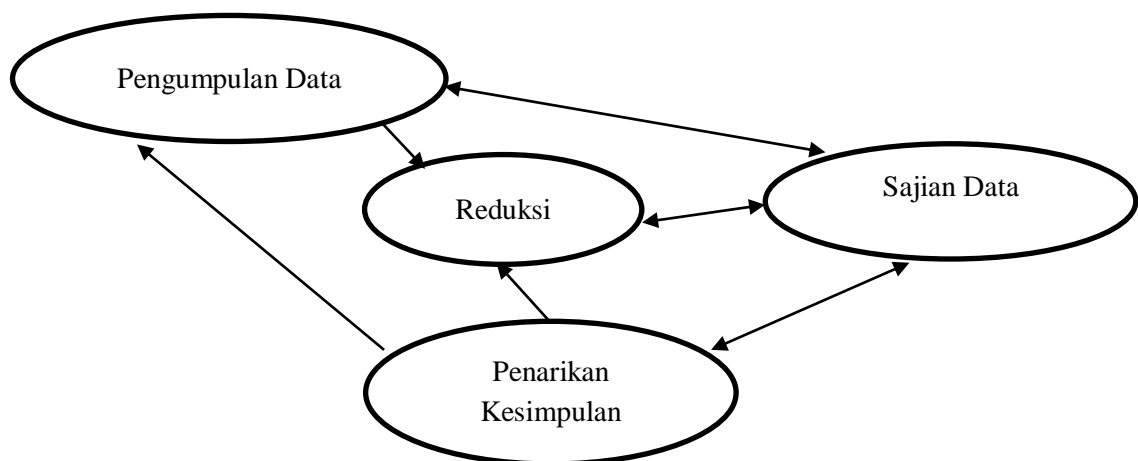 Pengumpulan Data
Sajian Data
Reduksi
Penarikan
Kesimpulan